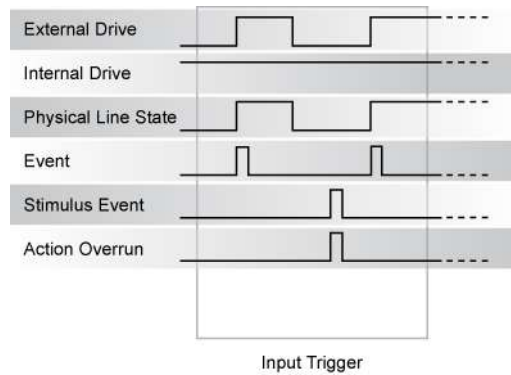 External Drive
Internal Drive
Physical Line State
Event
Stimulus Event
Action Overrun
Input Trigger